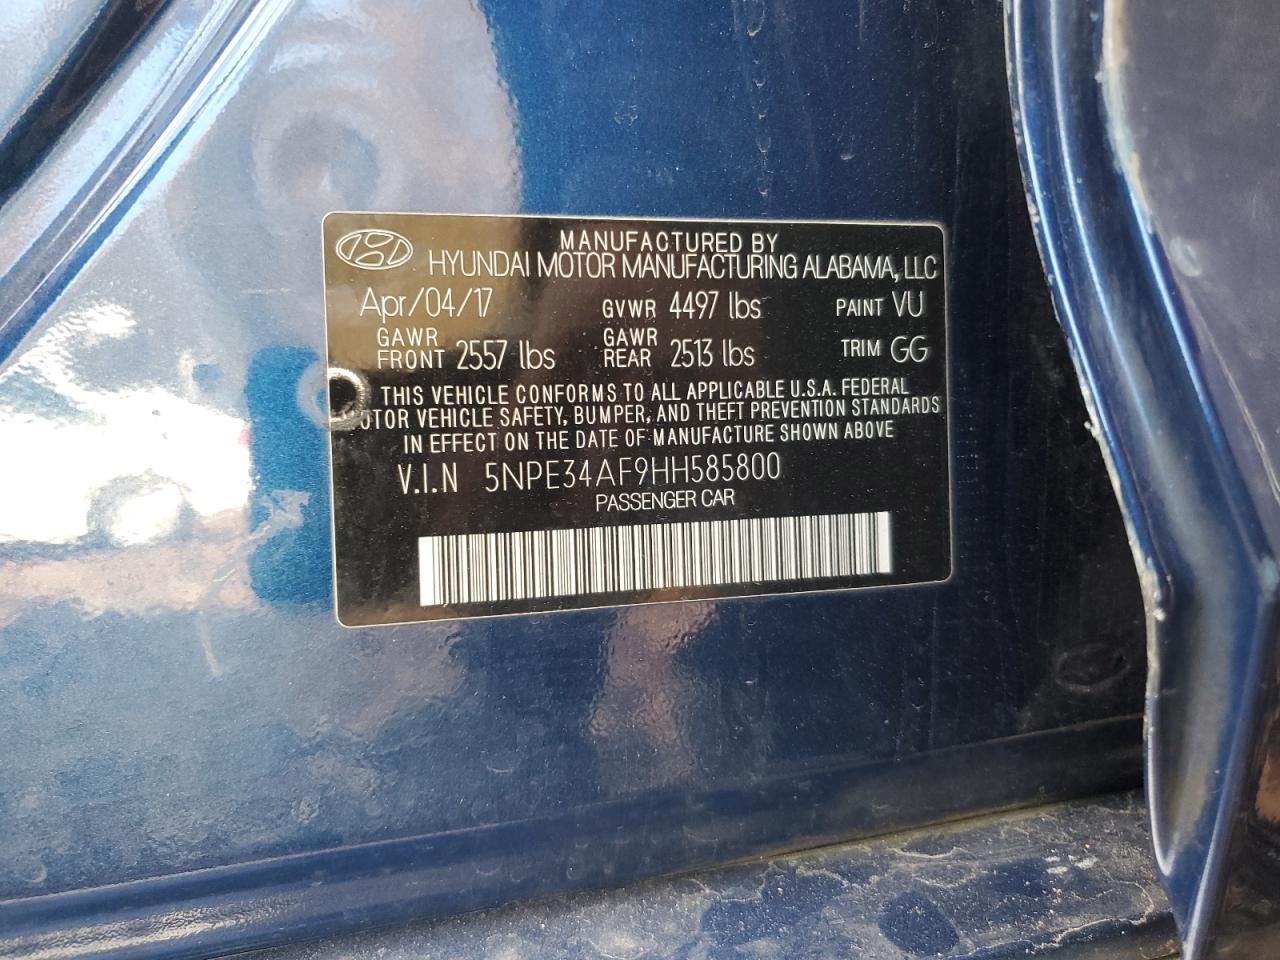 MANUFACTURED BY
HYUNDAI MOTOR MANUFACTURING ALABAMA, LLC
Apr/04/17 GVWR 4497 lbs PAINT VU
GAWR FRONT 2557 lbs GAWR REAR 2513 lbs TRIM GG
THIS VEHICLE CONFORMS TO ALL APPLICABLE U.S.A. FEDERAL
OTOR VEHICLE SAFETY, BUMPER, AND THEFT PREVENTION STANDARDS
IN EFFECT ON THE DATE OF MANUFACTURE SHOWN ABOVE
V.I.N 5NPE34AF9HH585800
PASSENGER CAR